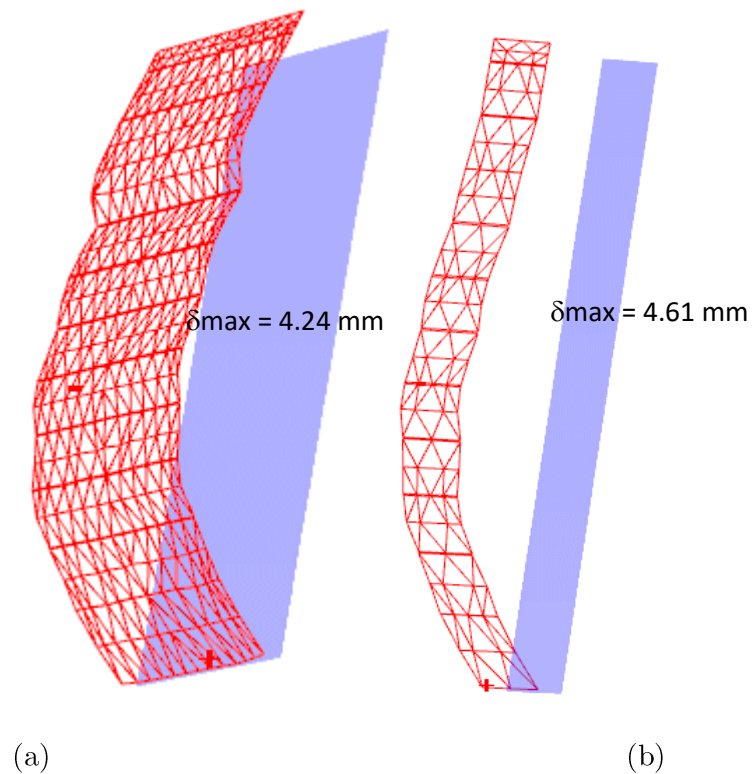 δmax = 4.24 mm
δmax = 4.61 mm
(a)
(b)